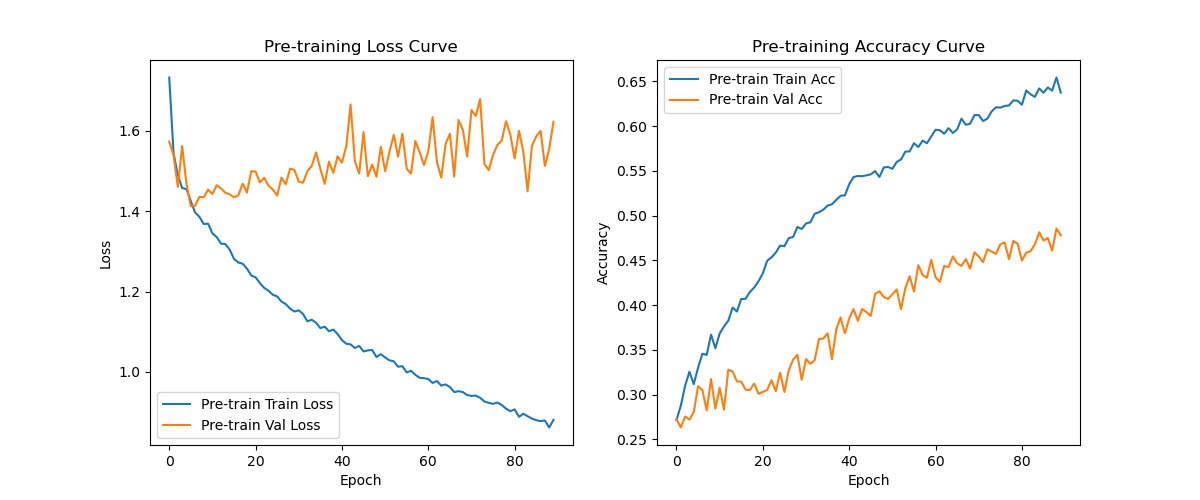 Pre-training Loss Curve
Loss
1.6
1.4
1.2
1.0
Pre-train Train Loss
Pre-train Val Loss
0 20 40 60 80
Epoch
Pre-training Accuracy Curve
Accuracy
Pre-train Train Acc
Pre-train Val Acc
0.65
0.60
0.55
0.50
0.45
0.40
0.35
0.30
0.25
0 20 40 60 80
Epoch